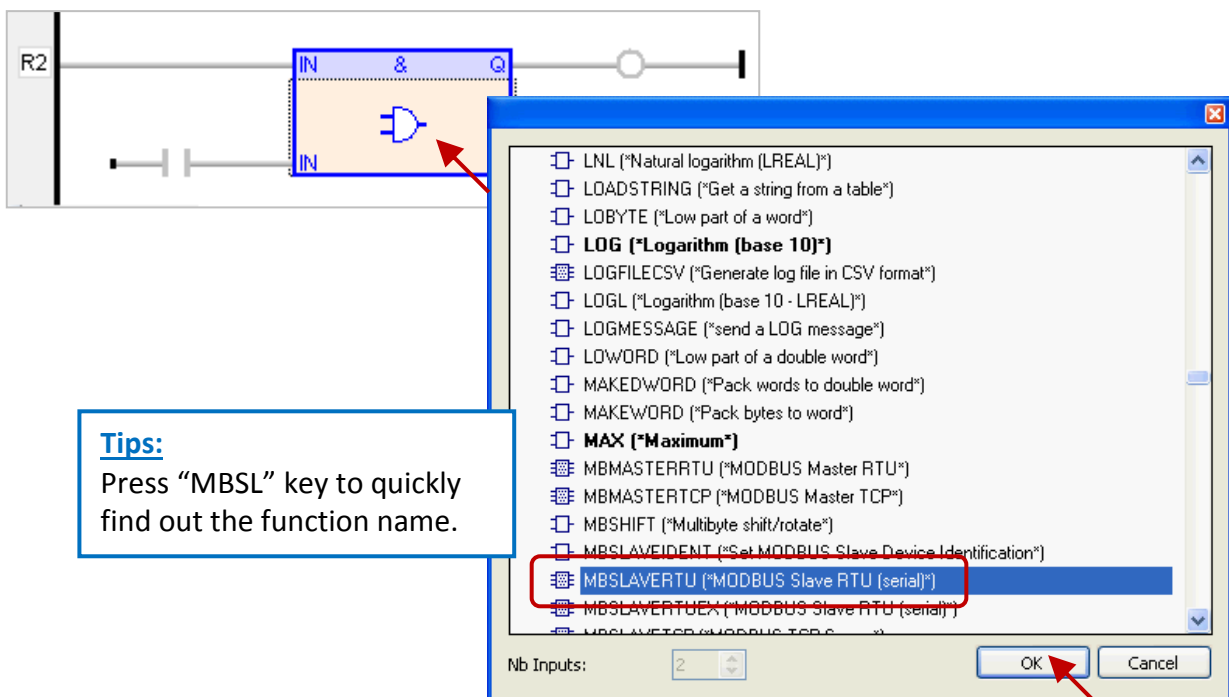 R2
IN & Q
IN
LNL (*Natural logarithm (LREAL)*)
LOADSTRING (*Get a string from a table*)
LOBYTE (*Low part of a word*)
LOG (*Logarithm (base 10)*)
LOGFILECSV (*Generate log file in CSV format*)
LOGL (*Logarithm (base 10 - LREAL)*)
LOGMESSAGE (*send a LOG message*)
LOWORD (*Low part of a double word*)
MAKEDWORD (*Pack words to double word*)
MAKEWORD (*Pack bytes to word*)
MAX (*Maximum*)
MBMASTERRTU (*MODBUS Master RTU*)
MBMASTERTCP (*MODBUS Master TCP*)
MBSHIFT (*Multibyte shift/rotate*)
MBSLAVEIDENT (*Set MODBUS Slave Device Identification*)
MBSLAVERTU (*MODBUS Slave RTU (serial)*)
MBSLAVERTUEX (*MODBUS Slave RTU (serial)*)
Nb Inputs: 2 OK Cancel
Tips:
Press “MBSL” key to quickly
find out the function name.